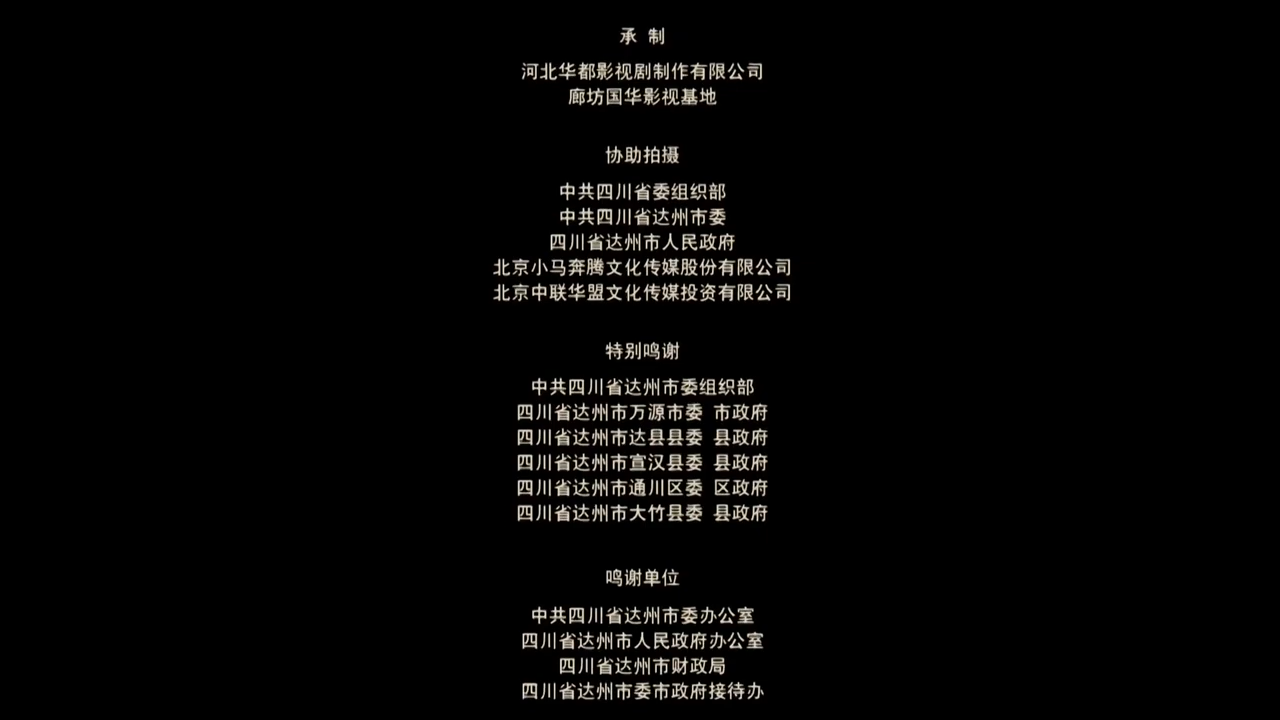 承 制
河北华都影视剧制作有限公司
廊坊国华影视基地
协助拍摄
中共四川省委组织部
中共四川省达州市委
四川省达州市人民政府
北京小马奔腾文化传媒股份有限公司
北京中联华盟文化传媒投资有限公司
特别鸣谢
中共四川省达州市委组织部
四川省达州市万源市委 市政府
四川省达州市达县县委 县政府
四川省达州市宣汉县委 县政府
四川省达州市通川区委 区政府
四川省达州市大竹县委 县政府
鸣谢单位
中共四川省达州市委办公室
四川省达州市人民政府办公室
四川省达州市财政局
四川省达州市委市政府接待办